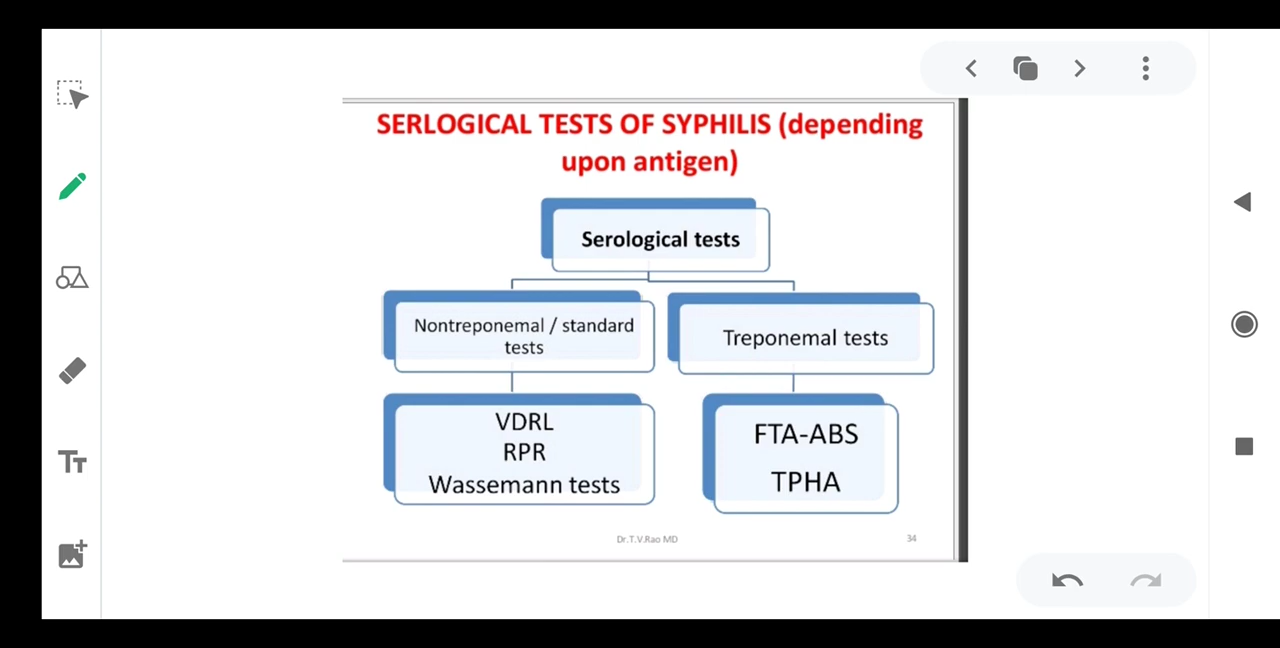 SERLOGICAL TESTS OF SYPHILIS (depending
upon antigen)
Serological tests
Nontreponemal / standard
tests
Treponemal tests
VDRL
RPR
Wassemann tests
FTA-ABS
TPHA
Dr.T.V.Rao MD
34
Tт